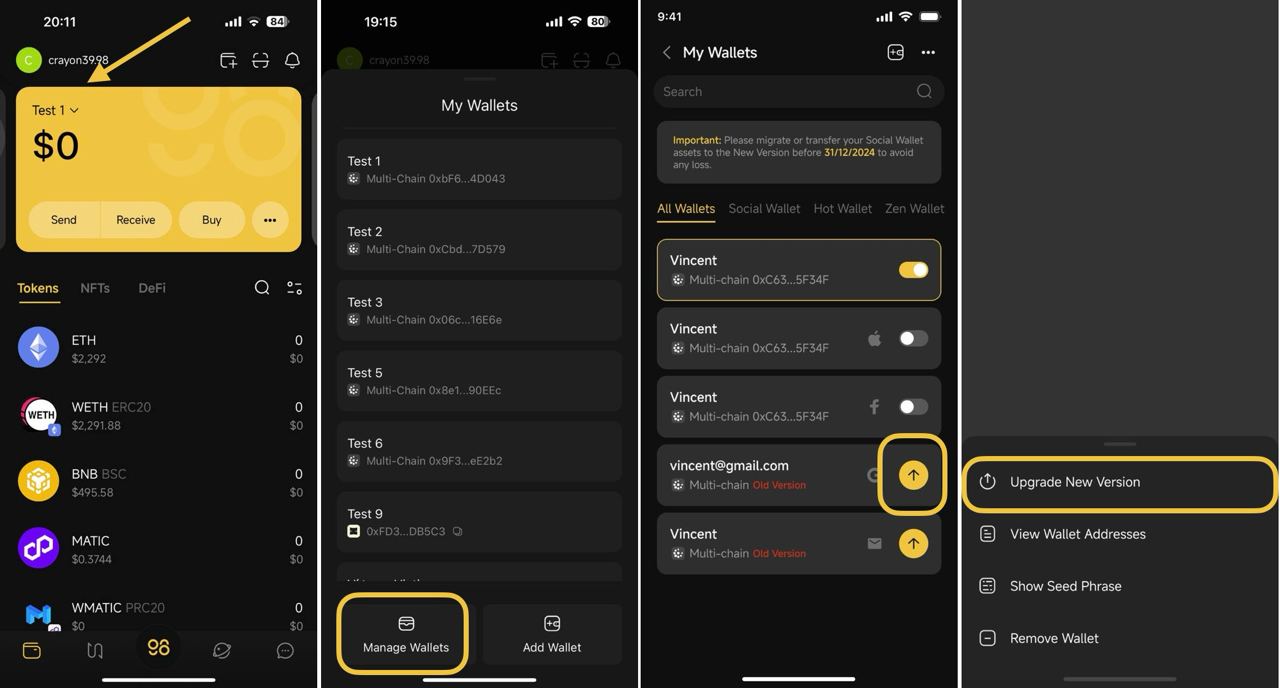 20:11
84
C
crayon39.98
Test 1
$0
Send
Receive
Buy
Tokens
NFTs
DeFi
ETH
0
$2,292
$0
WETH
WETH ERC20
0
$2,291.88
$0
BNB BSC
0
$495.58
$0
MATIC
0
$0.3744
$0
WMATIC PRC20
0
$0
$0
98
19:15
80
C
crayon39.98
My Wallets
Test 1
Multi-Chain 0xbF6...4D043
Test 2
Multi-Chain 0xCbd...7D579
Test 3
Multi-Chain 0x06c...16E6e
Test 5
Multi-Chain 0x8e1...90EEc
Test 6
Multi-Chain 0x9F3...eE2b2
Test 9
0xFD3...DB5C3
Manage Wallets
Add Wallet
9:41
My Wallets
Search
Important: Please migrate or transfer your Social Wallet
assets to the New Version before 31/12/2024 to avoid
any loss.
All Wallets
Social Wallet
Hot Wallet
Zen Wallet
Vincent
Multi-chain 0xC63...5F34F
Vincent
Multi-chain 0xC63...5F34F
Vincent
Multi-chain 0xC63...5F34F
vincent@gmail.com
Multi-chain Old Version
Vincent
Multi-chain Old Version
Upgrade New Version
View Wallet Addresses
Show Seed Phrase
Remove Wallet